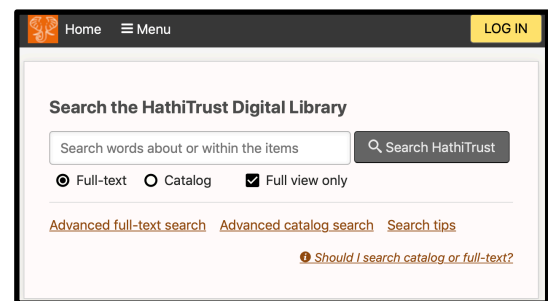 Home Menu LOG IN
Search the HathiTrust Digital Library
Search words about or within the items Search HathiTrust
Full-text Catalog Full view only
Advanced full-text search Advanced catalog search Search tips
Should I search catalog or full-text?